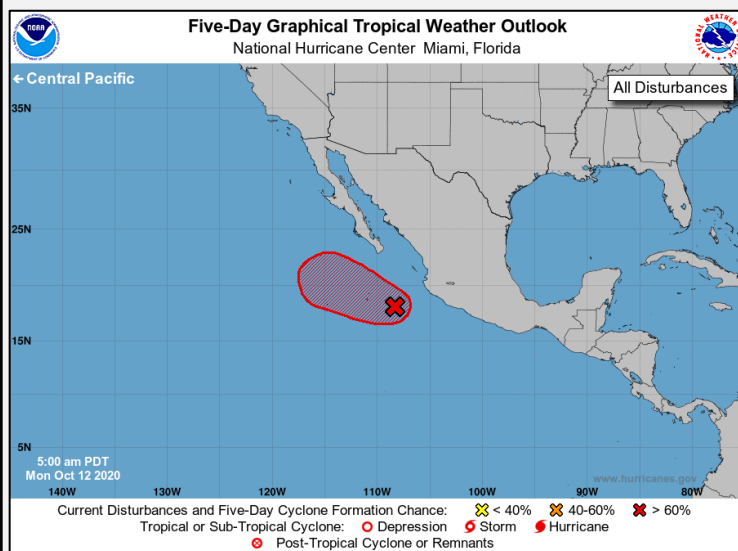 NOAA
Five-Day Graphical Tropical Weather Outlook
National Hurricane Center Miami, Florida
←Central Pacific
All Disturbances
35N
25N
15N
5N
5:00 am PDT
Mon Oct 12 2020
www.hurricanes.gov
140W 130W 120W 110W 100W 90W 80W
Current Disturbances and Five-Day Cyclone Formation Chance: < 40% 40-60% > 60%
Tropical or Sub-Tropical Cyclone: Depression Storm Hurricane
Post-Tropical Cyclone or Remnants